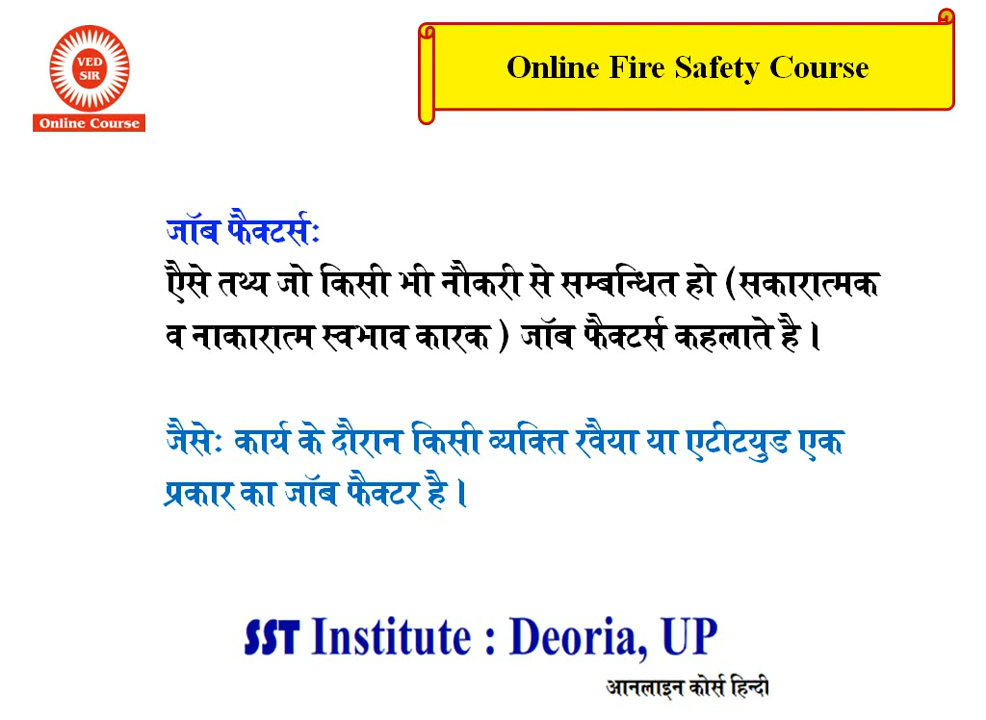 VED
SIR
Online Course
Online Fire Safety Course
जॉब फैक्टर्सः
ऐसे तथ्य जो किसी भी नौकरी से सम्बन्धित हो (सकारात्मक
व नाकारात्म स्वभाव कारक ) जॉब फैक्टर्स कहलाते है ।
जैसेः कार्य के दौरान किसी व्यक्ति रवैया या एटीटयुड एक
प्रकार का जॉब फैक्टर है ।
SST Institute : Deoria, UP
आनलाइन कोर्स हिन्दी